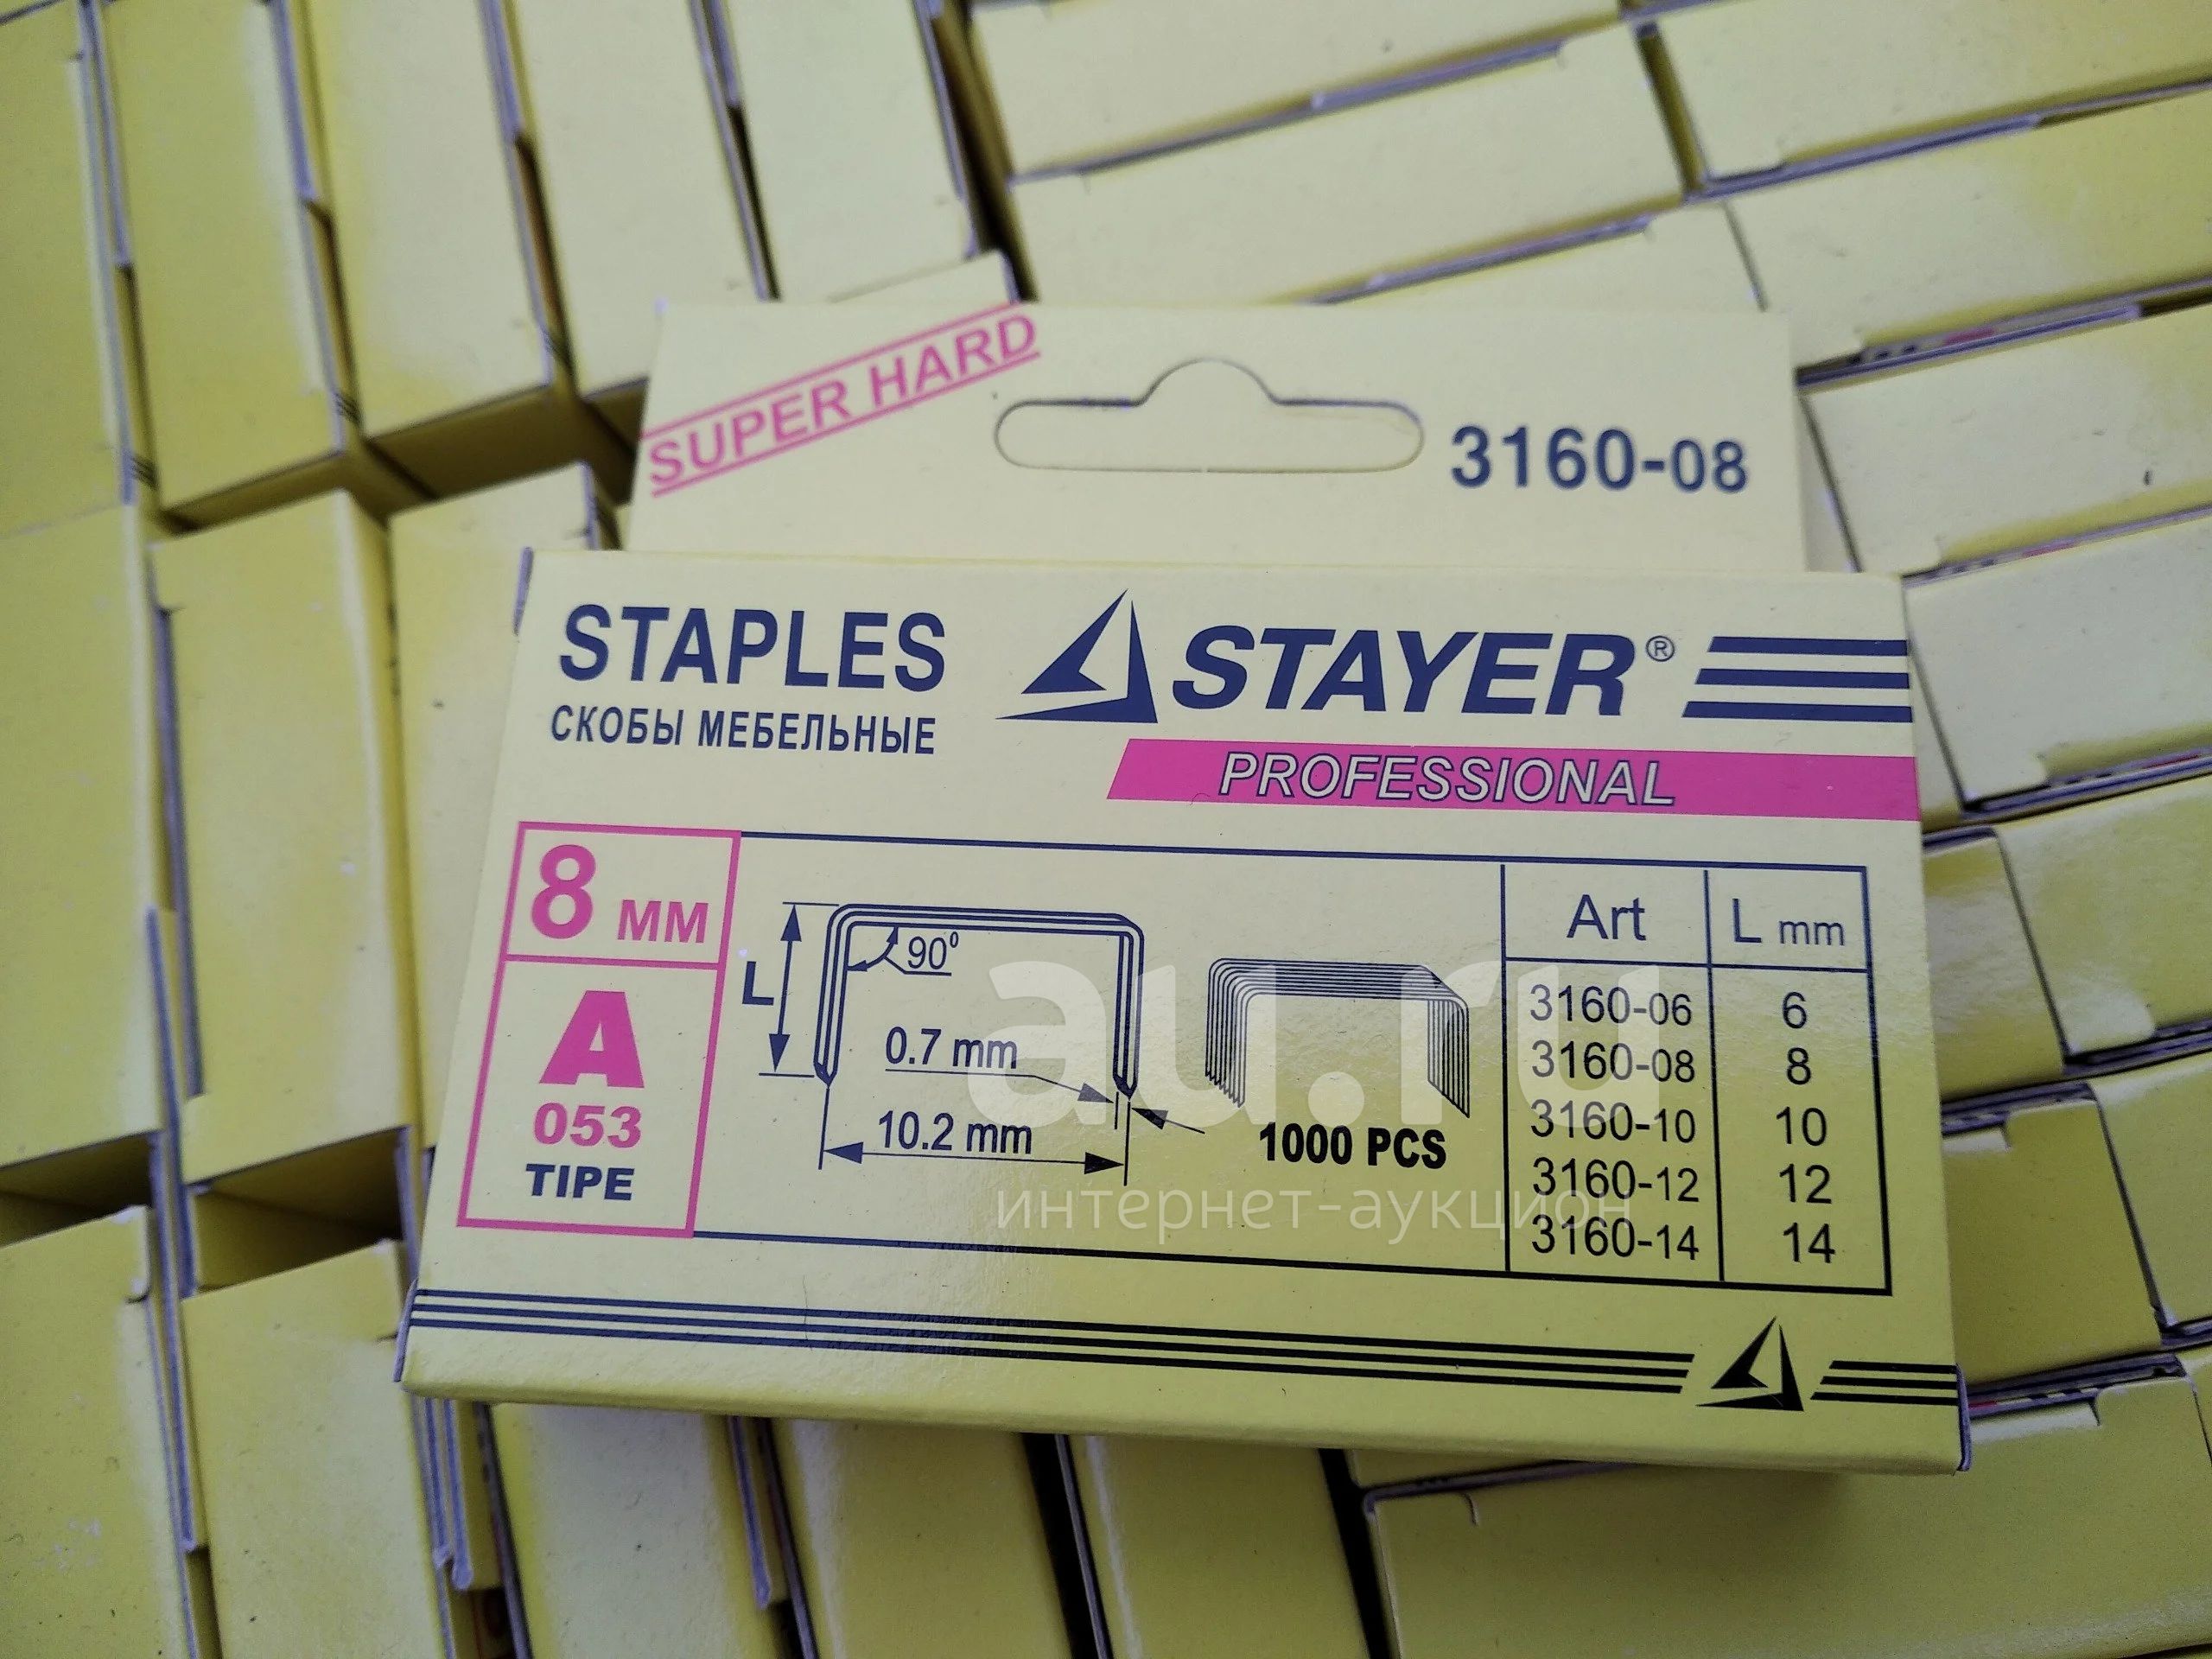 SUPER HARD
3160-08
STAPLES
СКОБЫ МЕБЕЛЬНЫЕ
STAYER®
PROFESSIONAL
8 мм
A
053
TIPE
L
90°
0.7 mm
10.2 mm
1000 PCS
Art L mm
3160-06 6
3160-08 8
3160-10 10
3160-12 12
3160-14 14
au.ru
интернет-аукцион